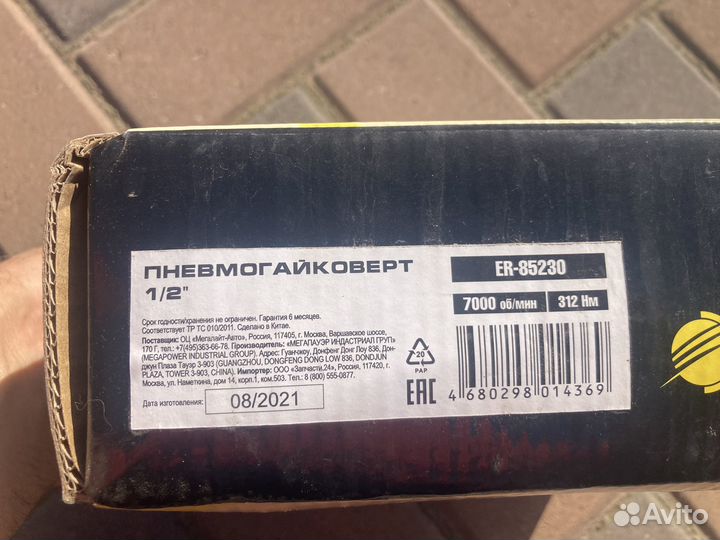 ПНЕВМОГАЙКОВЕРТ
1/2"
ER-85230
7000 об/мин
312 Нм
Срок годности/хранения не ограничен. Гарантия 6 месяцев.
Соответствует ТР ТС 010/2011. Сделано в Китае.
Поставщик: ОЦ «Мегалайт-Авто», Россия, 117405, г. Москва, Варшавское шоссе,
170 Г, тел.: +7(495)363-66-78. Производитель: «МЕГАПАУЭР ИНДАСТРИАЛ ГРУП»
(MEGAPOWER INDUSTRIAL GROUP). Адрес: Гуанчжоу, Донфенг Донг Лоу 836, Дон-
джун Плаза Тауэр 3-903 (GUANGZHOU, DONGFENG DONG LOW 836, DONDJUN
PLAZA, TOWER 3-903, CHINA). Импортер: ООО «Запчасти.24», Россия, 117420, г.
Москва, ул. Наметкина, дом 14, корп.1, ком.503. Тел.: 8 (800) 555-0877.
Дата изготовления:
08/2021
20
PAP
EAC
4 680298 014369
Avito